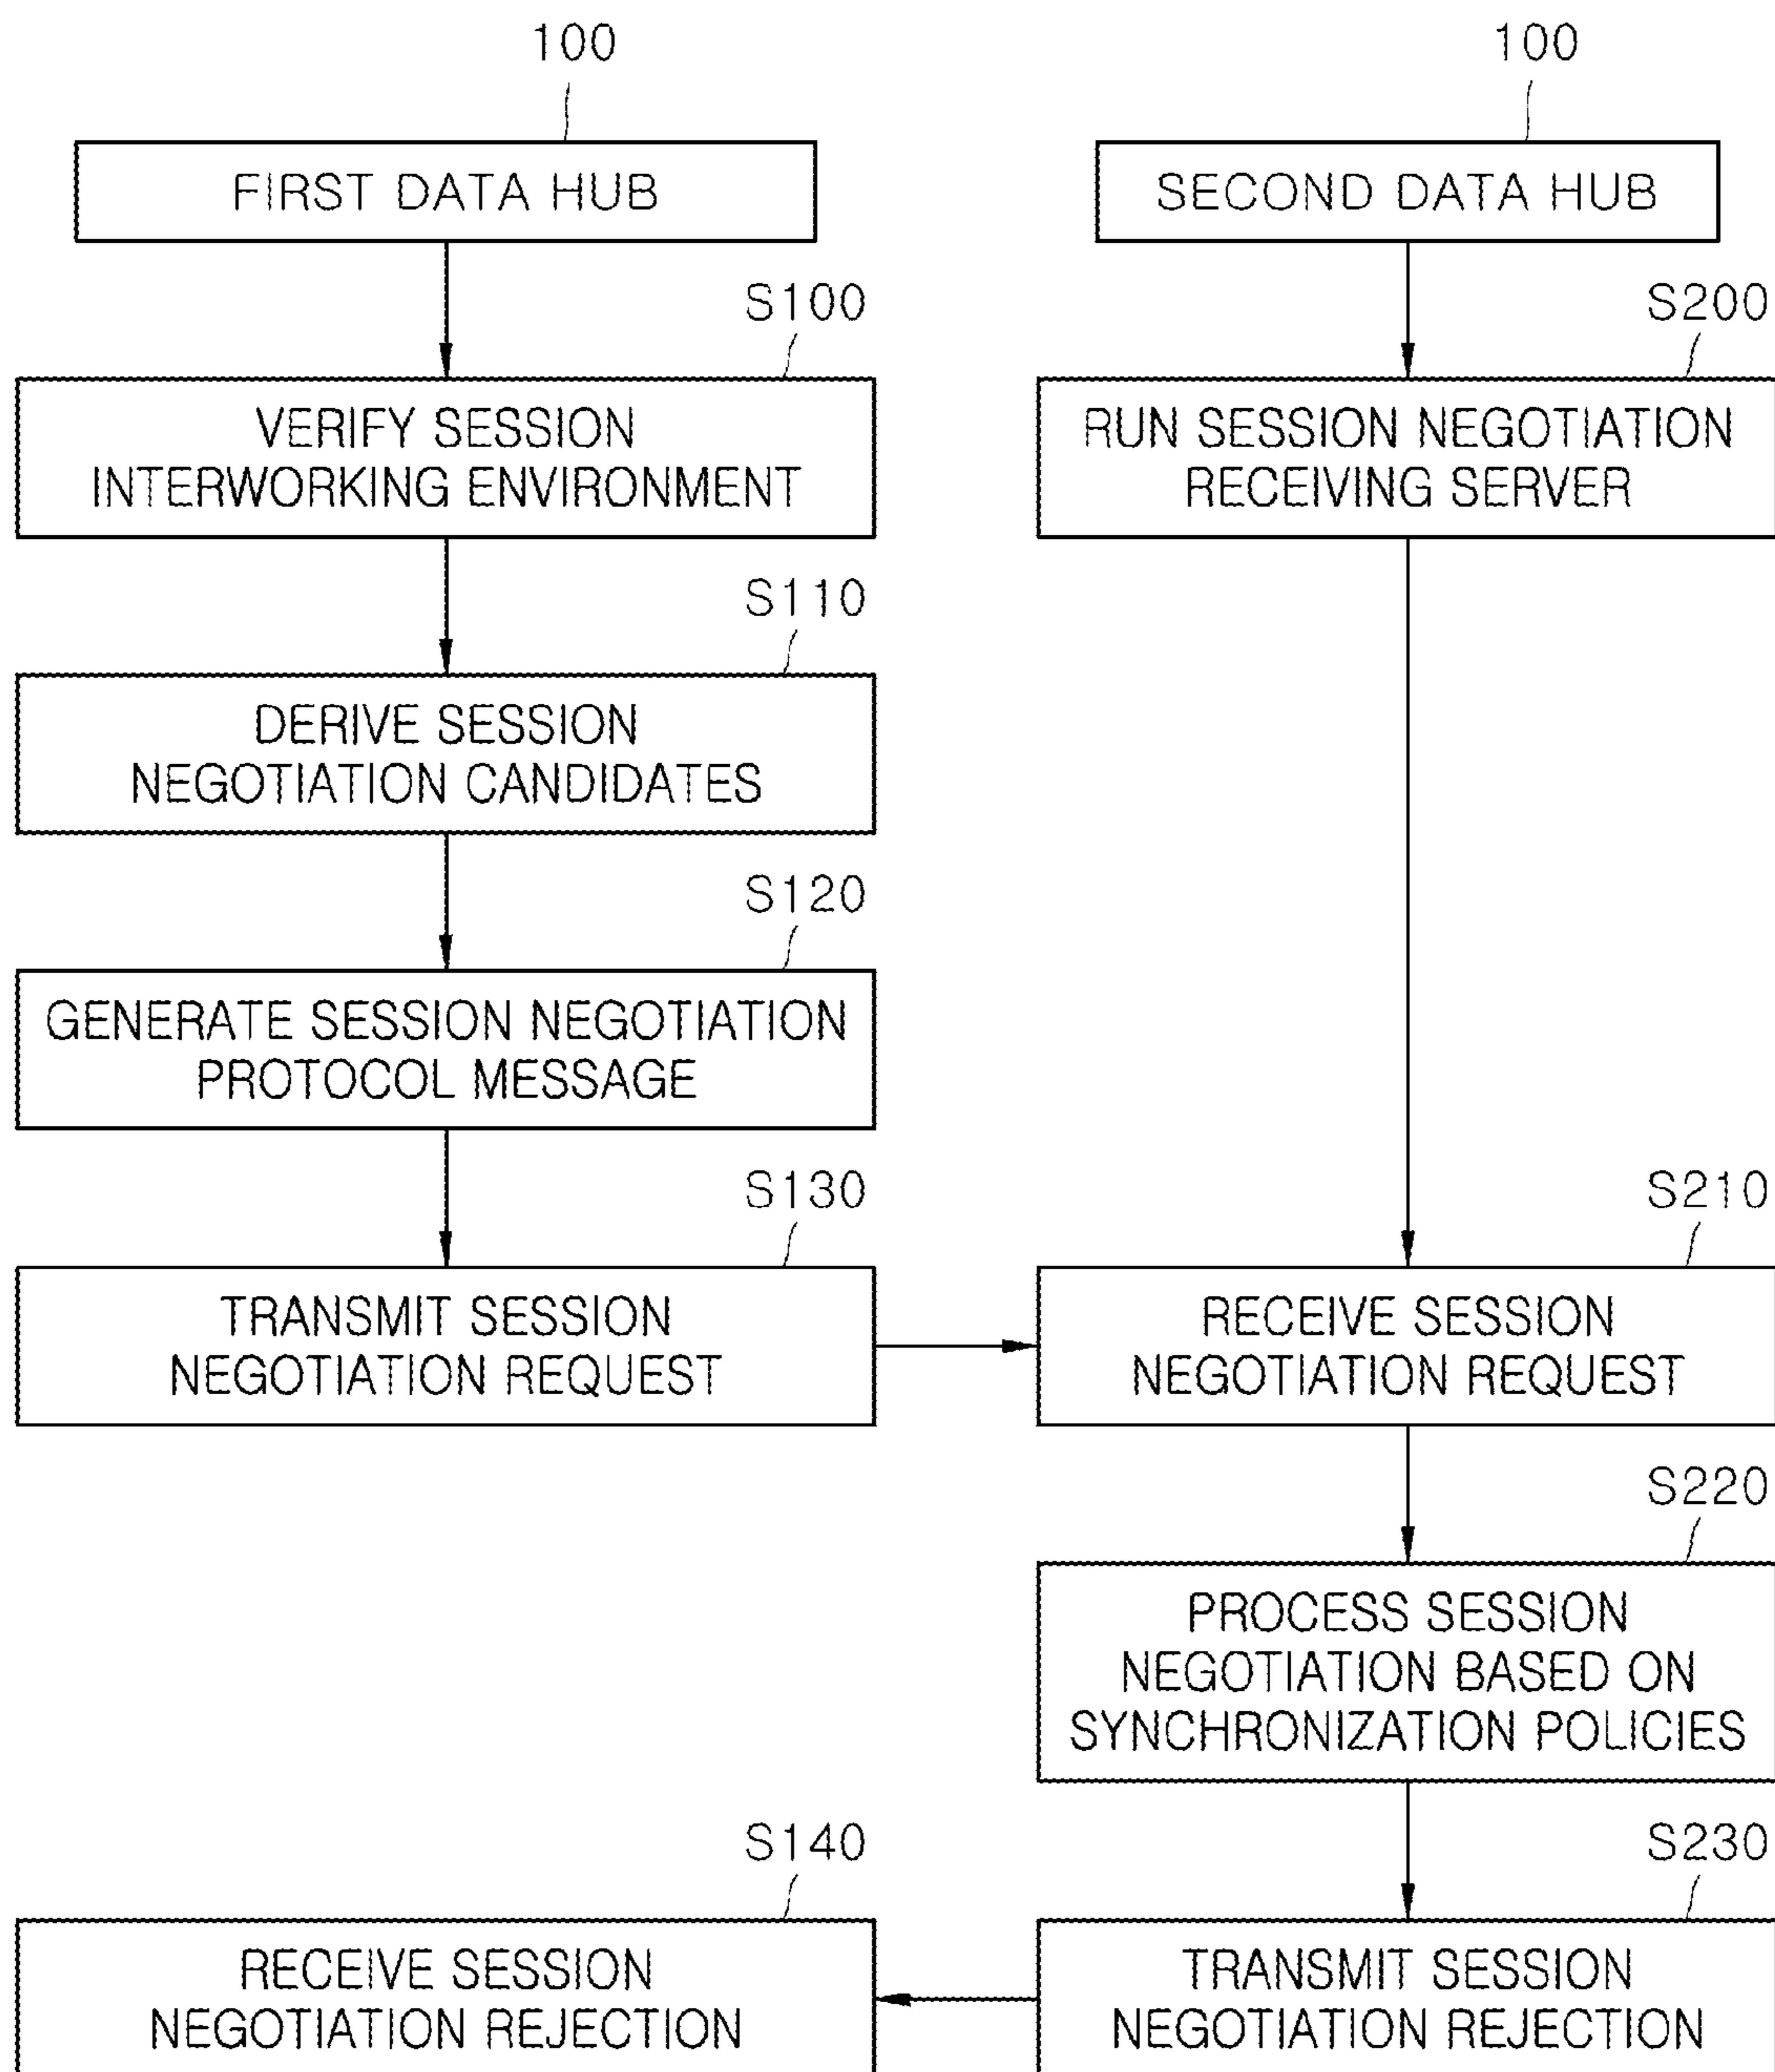 100
100
FIRST DATA HUB
SECOND DATA HUB
S100
S200
VERIFY SESSION
INTERWORKING ENVIRONMENT
RUN SESSION NEGOTIATION
RECEIVING SERVER
S110
DERIVE SESSION
NEGOTIATION CANDIDATES
S120
GENERATE SESSION NEGOTIATION
PROTOCOL MESSAGE
S130
S210
TRANSMIT SESSION
NEGOTIATION REQUEST
RECEIVE SESSION
NEGOTIATION REQUEST
S220
PROCESS SESSION
NEGOTIATION BASED ON
SYNCHRONIZATION POLICIES
S140
S230
RECEIVE SESSION
NEGOTIATION REJECTION
TRANSMIT SESSION
NEGOTIATION REJECTION